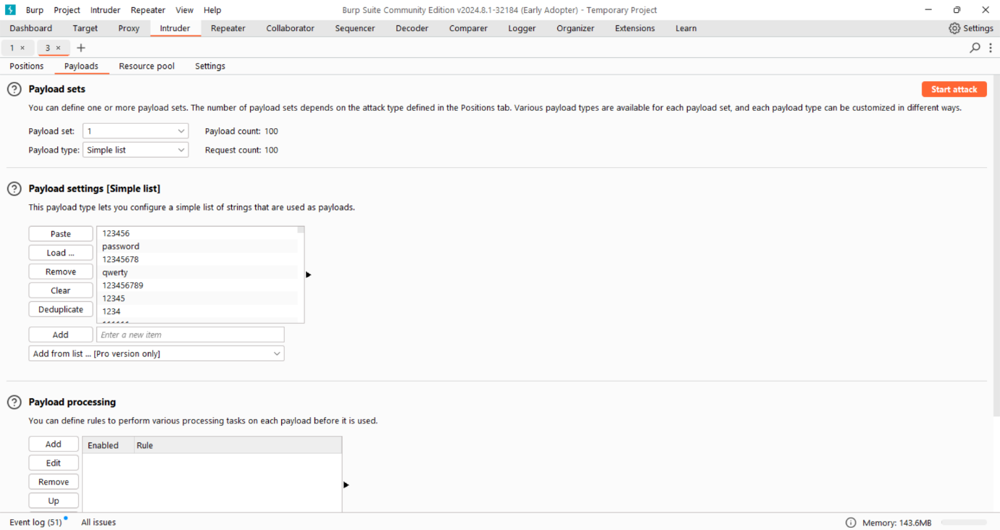 Burp Project Intruder Repeater View Help Burp Suite Community Edition v2024.8.1-32184 (Early Adopter) - Temporary Project
Dashboard Target Proxy Intruder Repeater Collaborator Sequencer Decoder Comparer Logger Organizer Extensions Learn Settings
1 × 3 × +
Positions Payloads Resource pool Settings
? Payload sets Start attack
You can define one or more payload sets. The number of payload sets depends on the attack type defined in the Positions tab. Various payload types are available for each payload set, and each payload type can be customized in different ways.
Payload set: 1 Payload count: 100
Payload type: Simple list Request count: 100
? Payload settings [Simple list]
This payload type lets you configure a simple list of strings that are used as payloads.
Paste 123456
password
Load ... 12345678
Remove qwerty
123456789
Clear 12345
Deduplicate 1234
Add Enter a new item
Add from list ... [Pro version only]
? Payload processing
You can define rules to perform various processing tasks on each payload before it is used.
Add Enabled Rule
Edit
Remove
Up
Event log (51) All issues Memory: 143.6MB